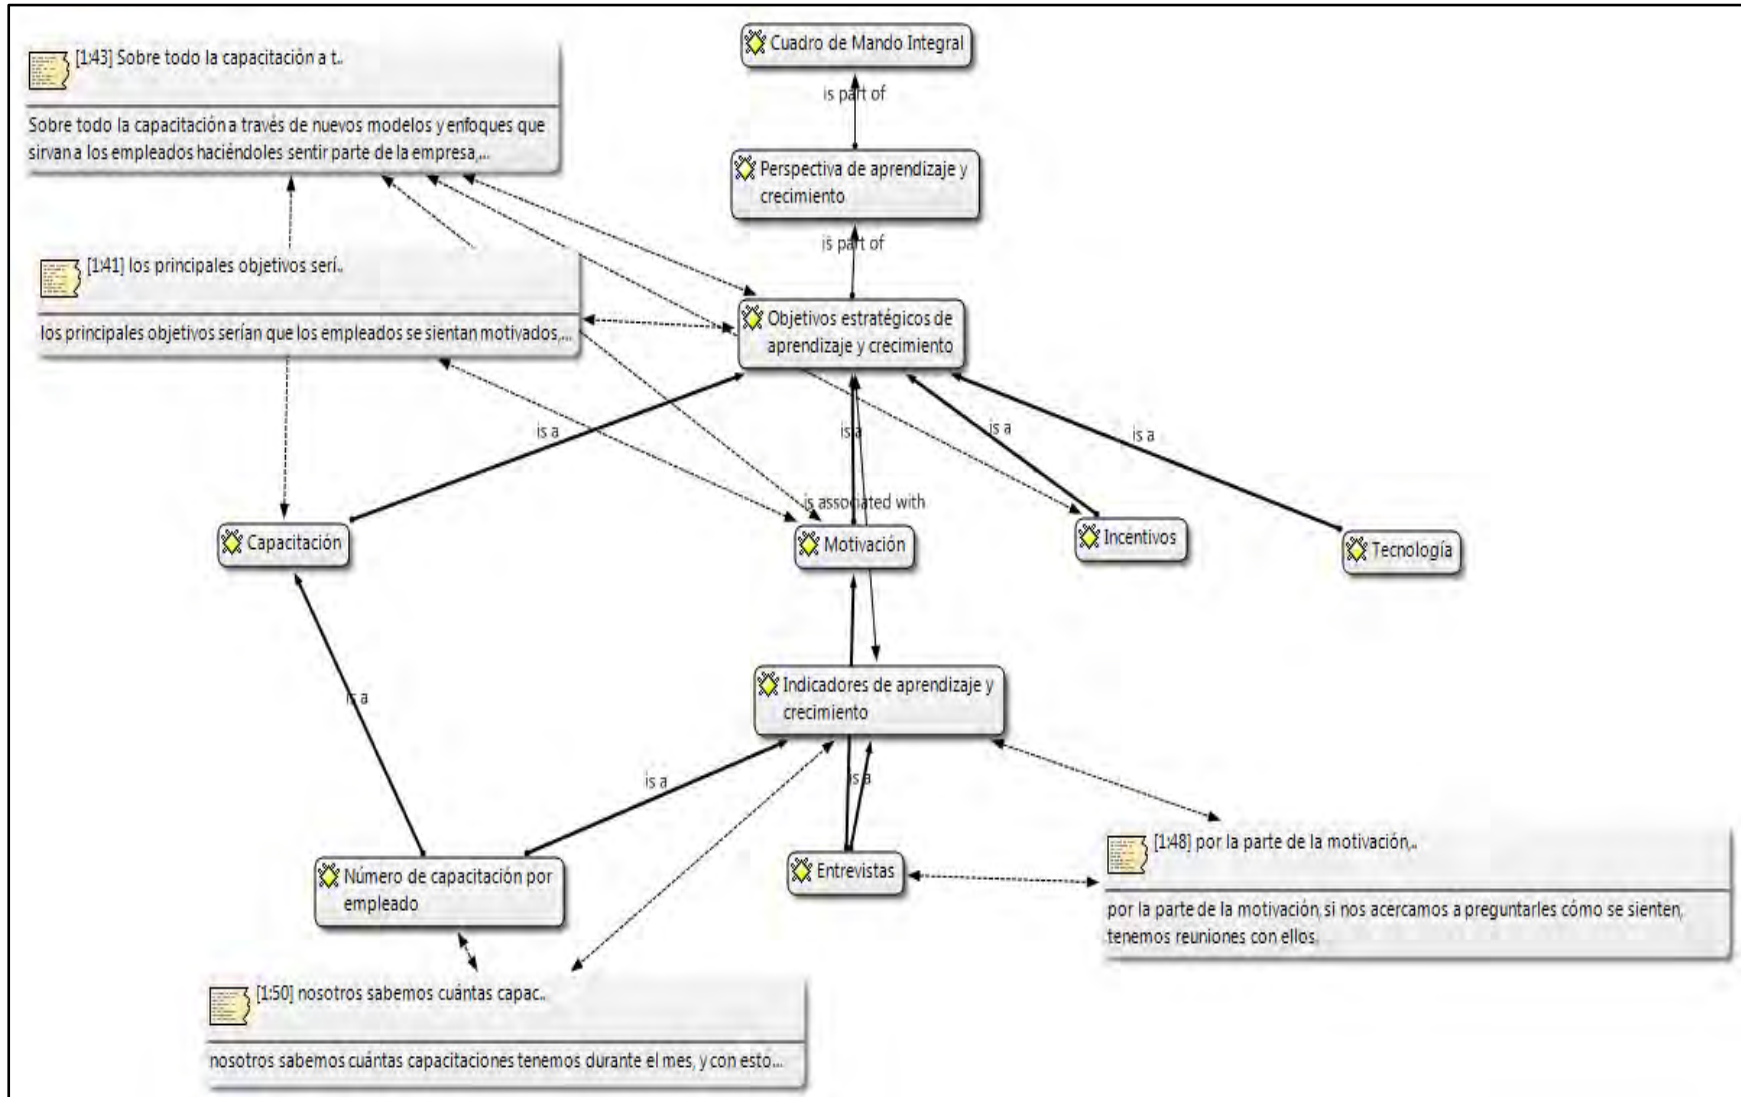 Cuadro de Mando Integral
[1:43] Sobre todo la capacitación a t..
Sobre todo la capacitación a través de nuevos modelos y enfoques que
sirvan a los empleados haciéndoles sentir parte de la empresa,...
is part of
Perspectiva de aprendizaje y
crecimiento
is part of
[1:41] los principales objetivos serí..
los principales objetivos serían que los empleados se sientan motivados,...
Objetivos estratégicos de
aprendizaje y crecimiento
is a
is a
is a
is a
is associated with
Capacitación
Motivación
Incentivos
Tecnología
is a
Indicadores de aprendizaje y
crecimiento
is a
is a
Número de capacitación por
empleado
Entrevistas
[1:48] por la parte de la motivación,..
por la parte de la motivación, si nos acercamos a preguntarles cómo se sienten,
tenemos reuniones con ellos.
[1:50] nosotros sabemos cuántas capac..
nosotros sabemos cuántas capacitaciones tenemos durante el mes, y con esto...